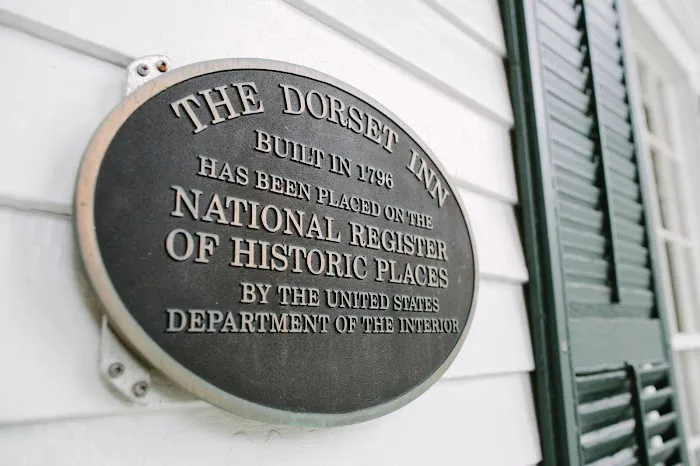 THE DORSET INN
BUILT IN 1796
HAS BEEN PLACED ON THE
NATIONAL REGISTER
OF HISTORIC PLACES
BY THE UNITED STATES
DEPARTMENT OF THE INTERIOR